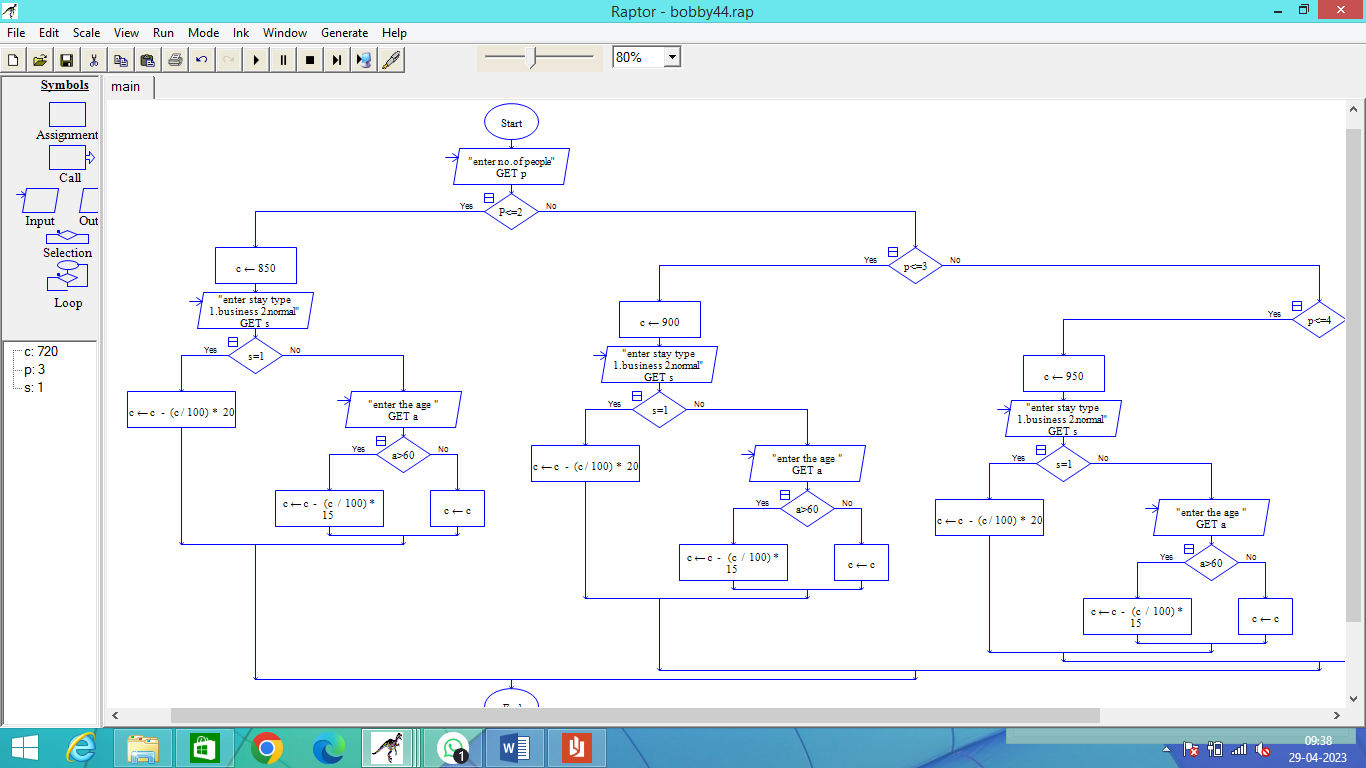 Raptor - bobby44.rap
File Edit Scale View Run Mode Ink Window Generate Help
80%
Symbols
main
Assignment
Call
Input Out
Selection
Loop
c: 720
p: 3
s: 1
Start
"enter no. of people"
GET p
Yes
P<=2
No
c ← 850
"enter stay type
1.business 2.normal"
GET s
Yes
s=1
No
c ← c - (c / 100) * 20
"enter the age "
GET a
Yes
a>60
No
c ← c - (c / 100) *
15
c ← c
Yes
p<=3
No
c ← 900
"enter stay type
1.business 2.normal"
GET s
Yes
s=1
No
c ← c - (c / 100) * 20
"enter the age "
GET a
Yes
a>60
No
c ← c - (c / 100) *
15
c ← c
Yes
p<=4
c ← 950
"enter stay type
1.business 2.normal"
GET s
Yes
s=1
No
c ← c - (c / 100) * 20
"enter the age "
GET a
Yes
a>60
No
c ← c - (c / 100) *
15
c ← c
1
09:38
29-04-2023